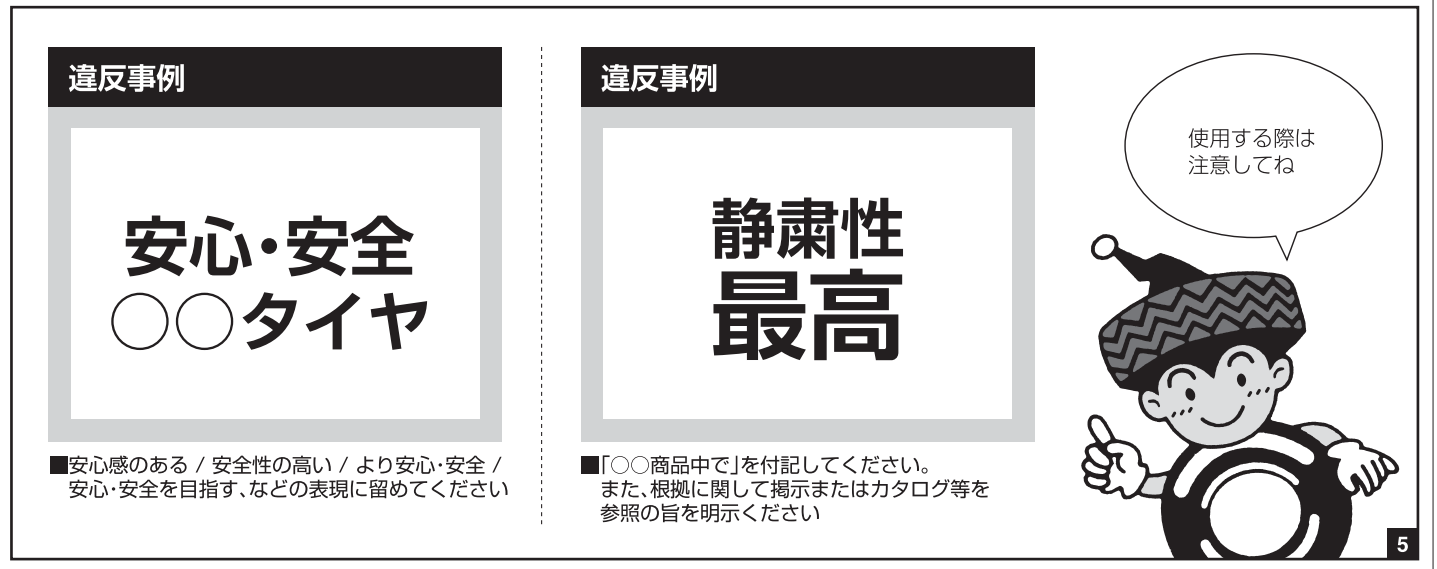 違反事例
安心・安全
○○タイヤ
■安心感のある / 安全性の高い / より安心・安全 /
安心・安全を目指す、などの表現に留めてください
違反事例
静粛性
最高
■「○○商品中で」を付記してください。
また、根拠に関して掲示またはカタログ等を
参照の旨を明示ください
使用する際は
注意してね
5